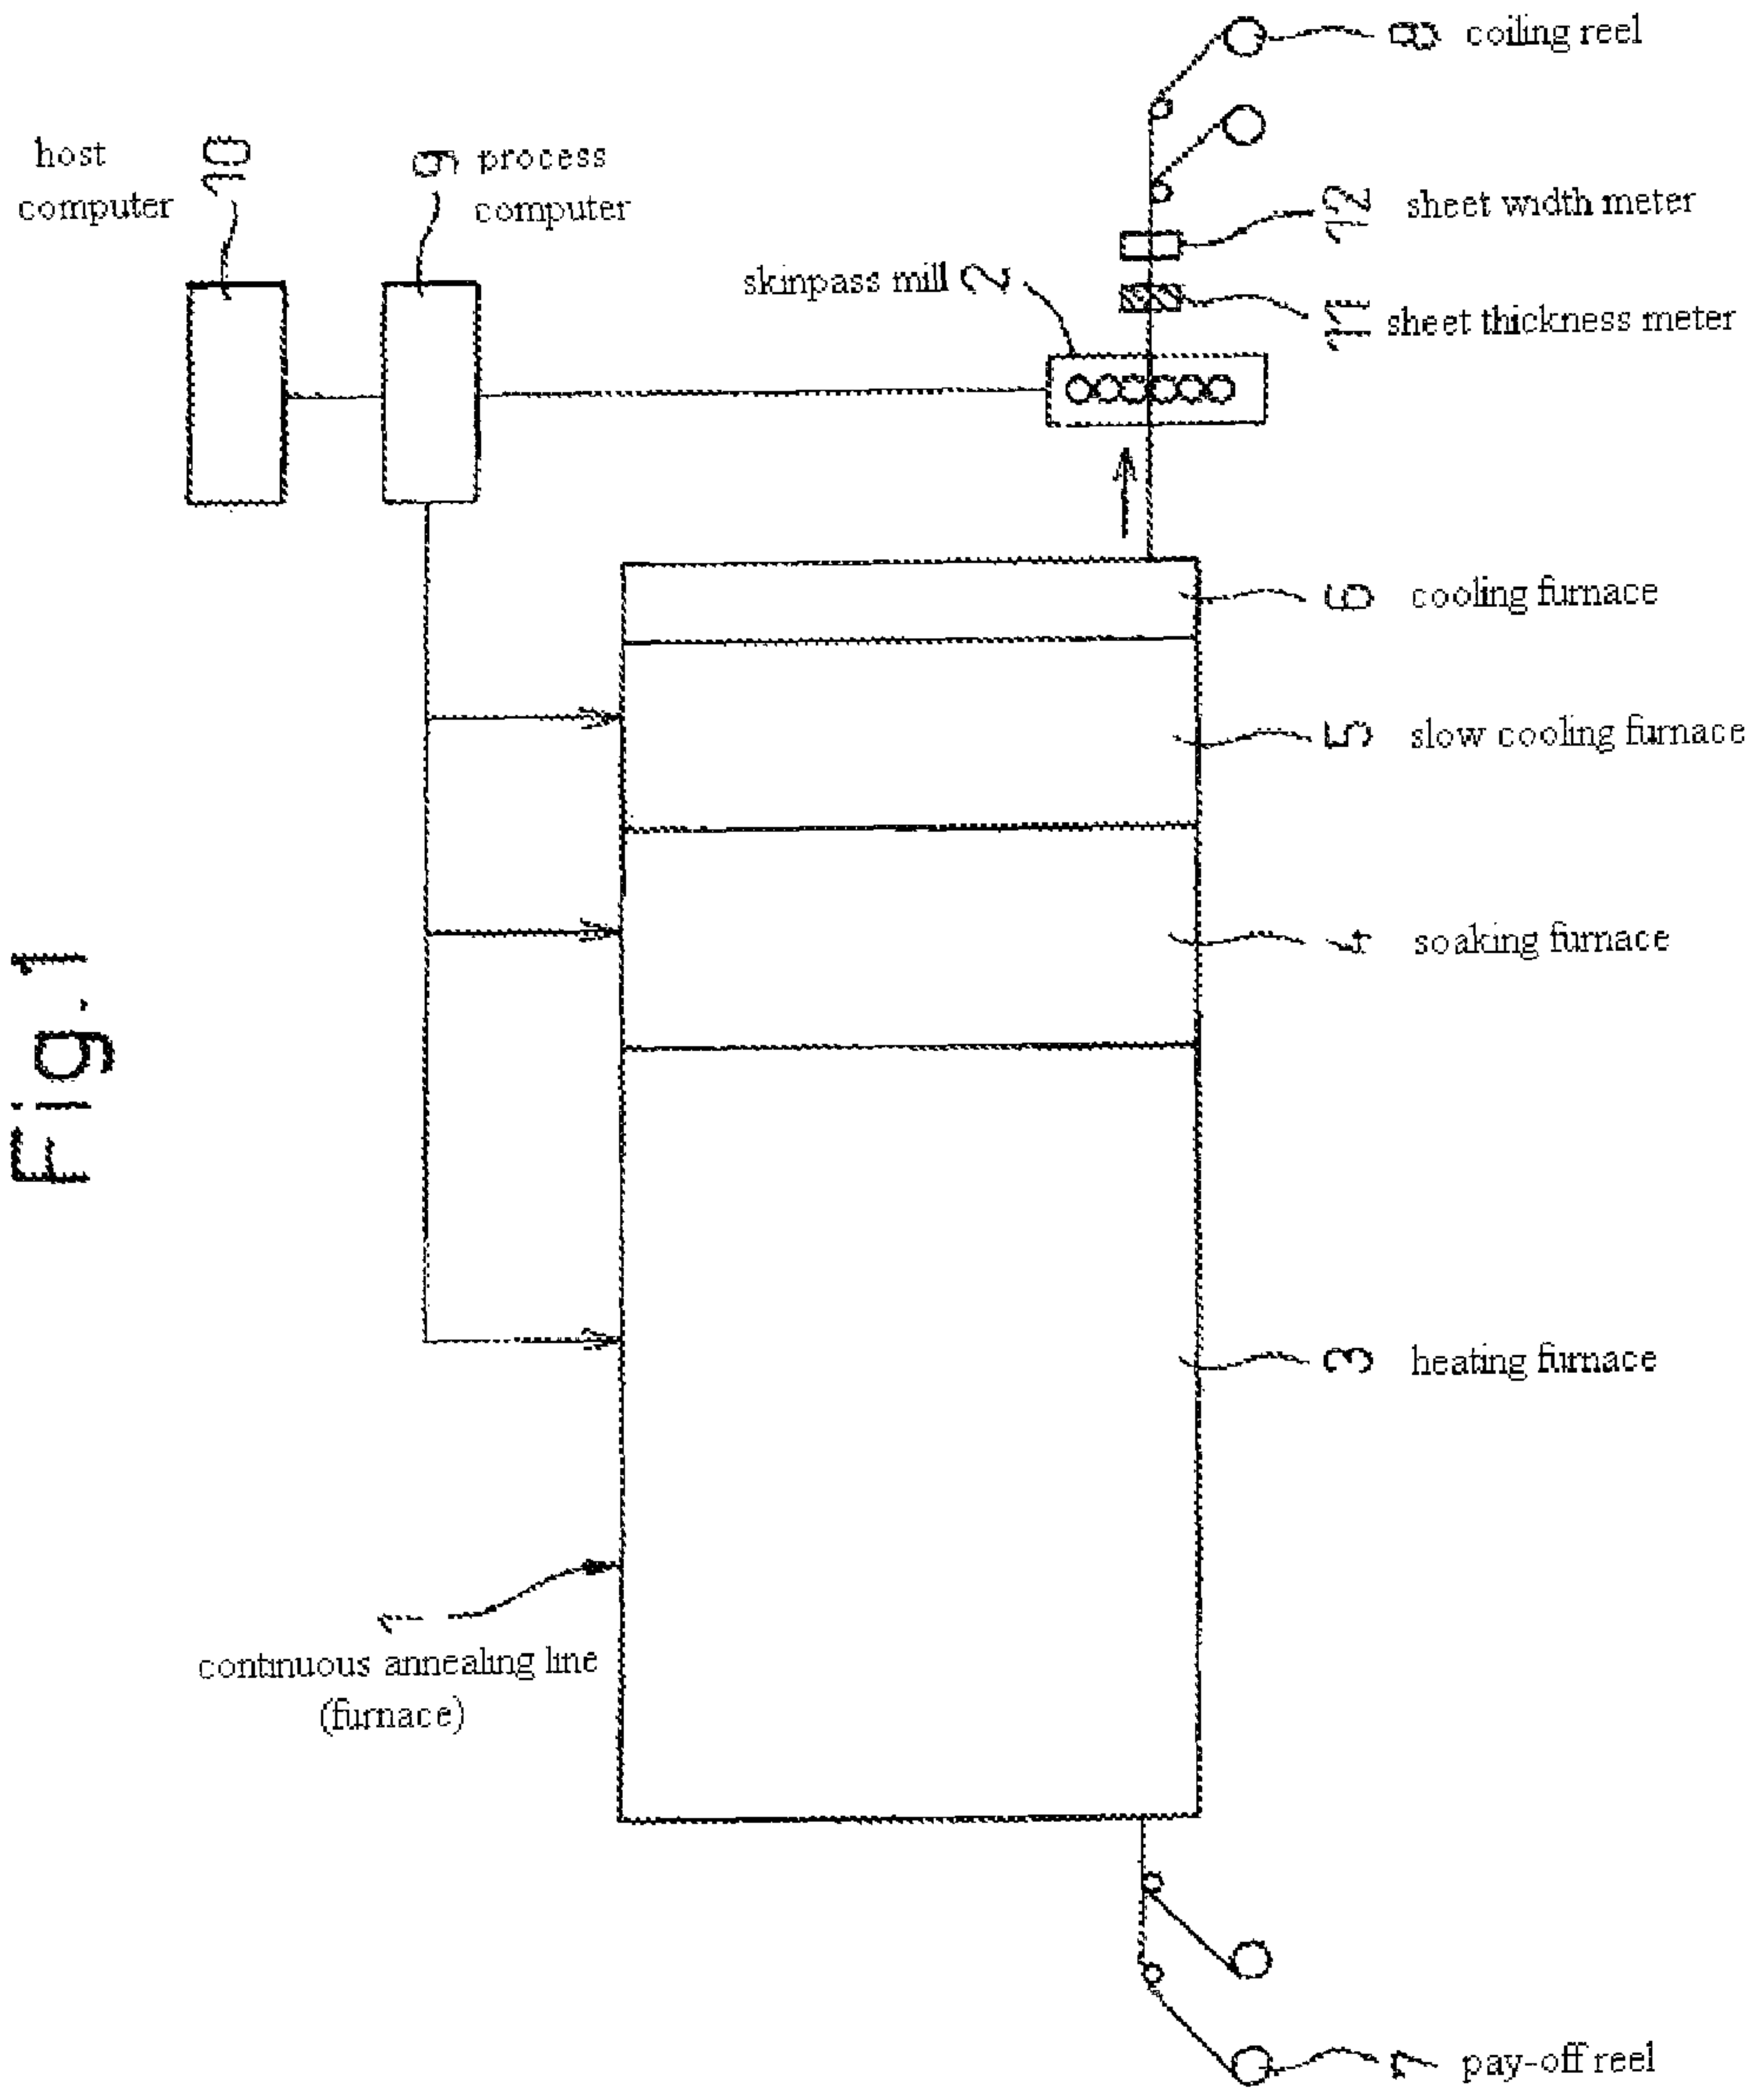 8 coiling reel
host
computer
10
9 process
computer
12 sheet width meter
skinpass mill 2
11 sheet thickness meter
6 cooling furnace
5 slow cooling furnace
4 soaking furnace
Fig.1
3 heating furnace
1
continuous annealing line
(furnace)
7 pay-off reel